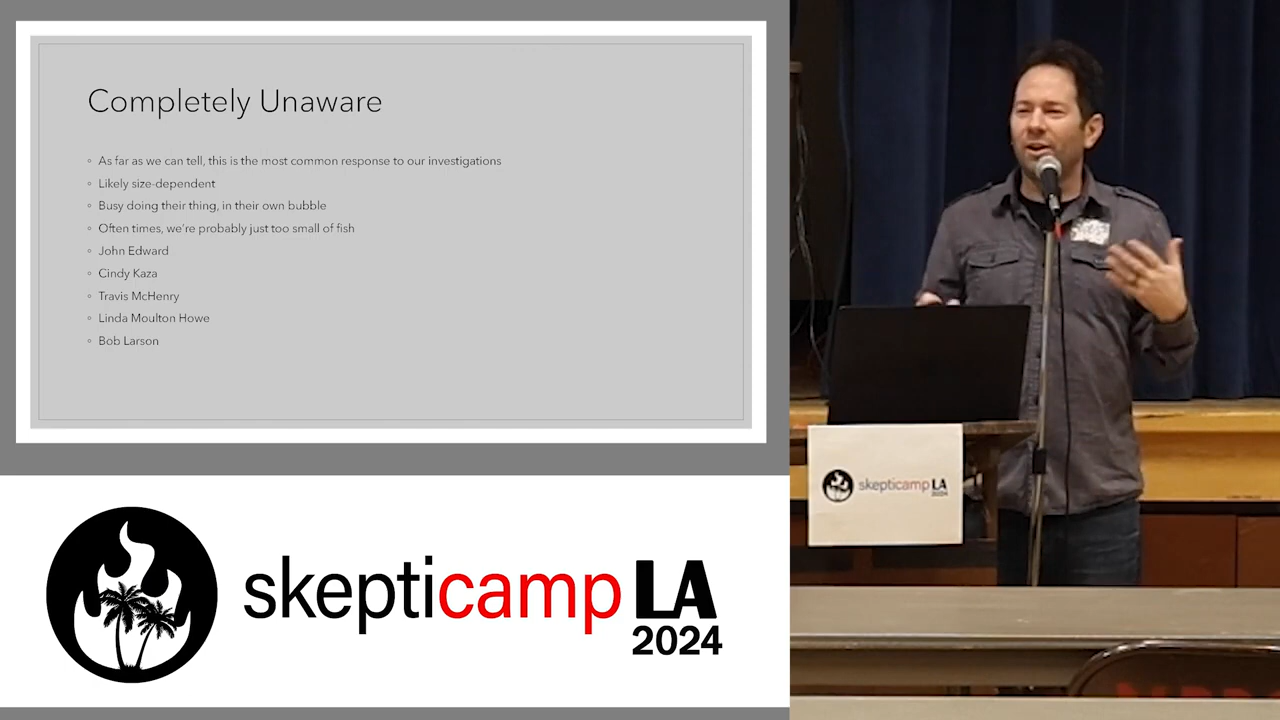 Completely Unaware
As far as we can tell, this is the most common response to our investigations
Likely size-dependent
Busy doing their thing, in their own bubble
Often times, we're probably just too small of fish
John Edward
Cindy Kaza
Travis McHenry
Linda Moulton Howe
Bob Larson
skepticamp LA
2024
skepticamp LA
2024